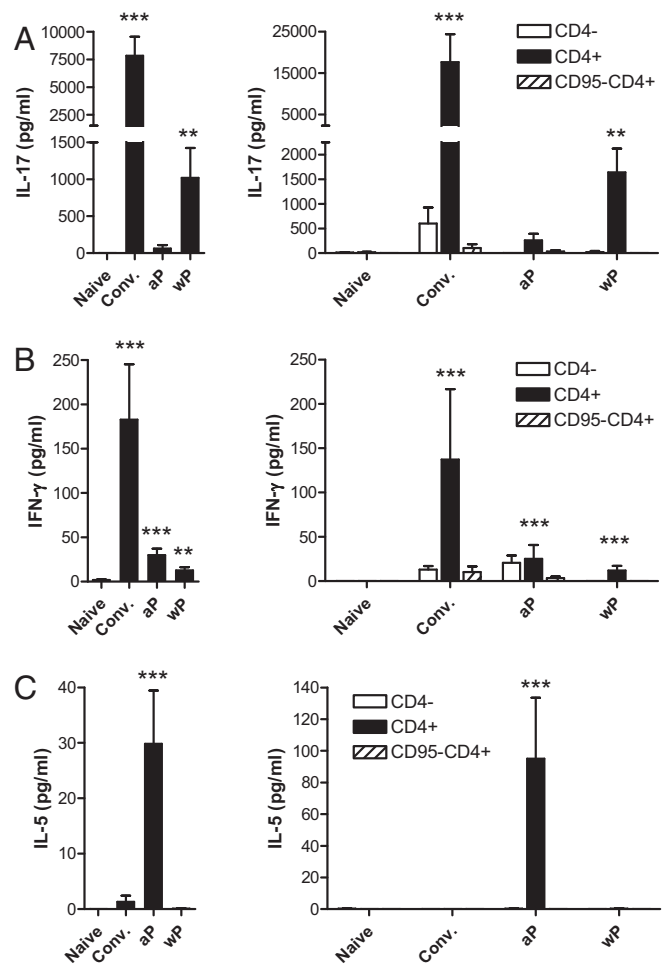 A
IL-17 (pg/ml)
10000
7500
5000
2500
1000
500
0
***
**
Naive
Conv.
aP
wP
IL-17 (pg/ml)
25000
15000
5000
2000
1500
1000
500
0
***
**
CD4-
CD4+
CD95-CD4+
Naive
Conv.
aP
wP
B
IFN-γ (pg/ml)
250
200
150
100
50
0
***
***
**
Naive
Conv.
aP
wP
IFN-γ (pg/ml)
250
200
150
100
50
0
***
***
***
CD4-
CD4+
CD95-CD4+
Naive
Conv.
aP
wP
C
IL-5 (pg/ml)
40
30
20
10
0
***
Naive
Conv.
aP
wP
IL-5 (pg/ml)
140
120
100
80
60
40
20
0
***
CD4-
CD4+
CD95-CD4+
Naive
Conv.
aP
wP